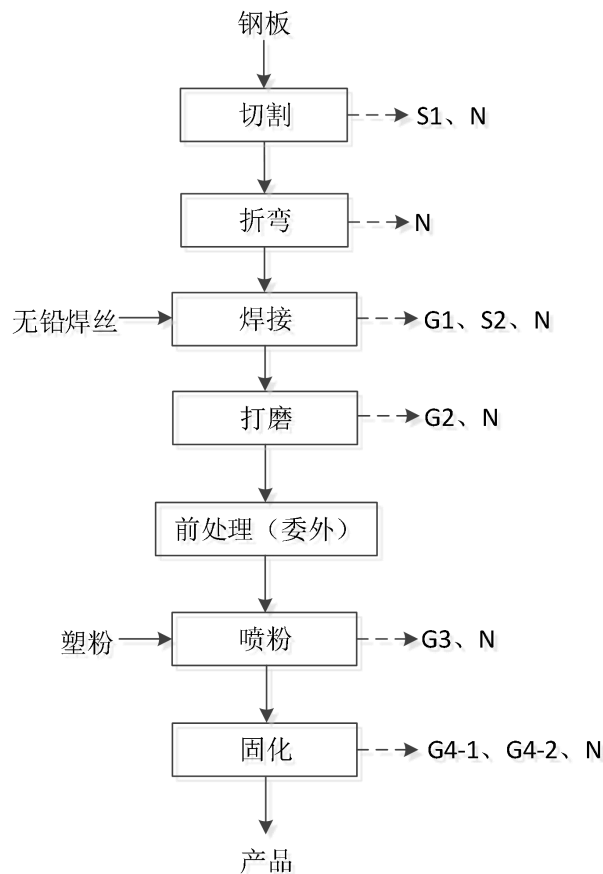 钢板
切割
S1、N
折弯
N
无铅焊丝
焊接
G1、S2、N
打磨
G2、N
前处理（委外）
塑粉
喷粉
G3、N
固化
G4-1、G4-2、N
产品